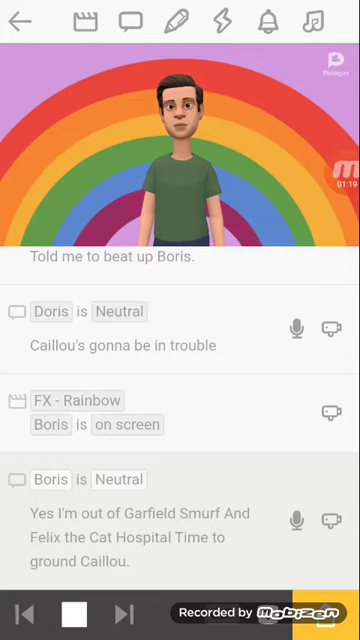 Plotagon
01:19
Told me to beat up Boris.
Doris is Neutral
Caillou's gonna be in trouble
FX - Rainbow
Boris is on screen
Boris is Neutral
Yes I'm out of Garfield Smurf And
Felix the Cat Hospital Time to
ground Caillou.
Recorded by mobizen